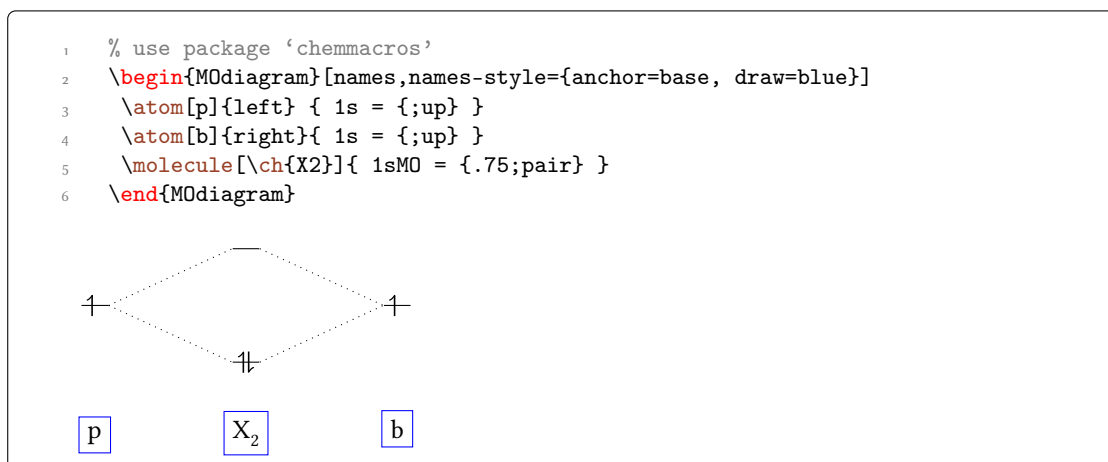 1 % use package ‘chemmacros’
2 \begin{MOdiagram}[names,names-style={anchor=base, draw=blue}]
3 \atom[p]{left} { 1s = {;up} }
4 \atom[b]{right}{ 1s = {;up} }
5 \molecule[\ch{X2}]{ 1sMO = {.75;pair} }
6 \end{MOdiagram}
p X₂ b